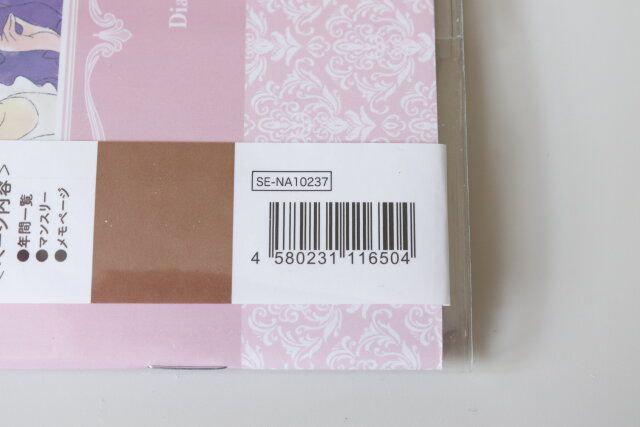 Dia
SE-NA10237
4 580231 116504
ページ内容>
●年間一覧
●マンスリー
●メモページ